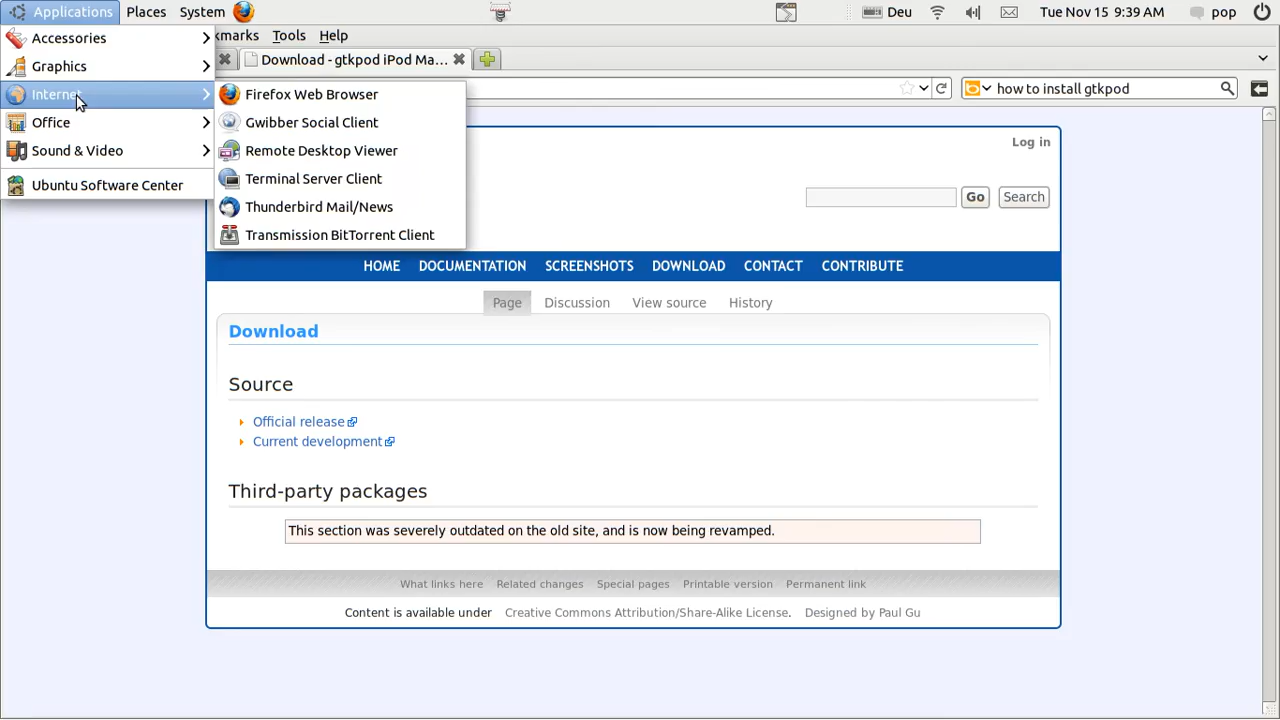 Applications Places System Deu Tue Nov 15 9:39 AM pop
Accessories
Graphics
Internet
Office
Sound & Video
Ubuntu Software Center
Firefox Web Browser
Gwibber Social Client
Remote Desktop Viewer
Terminal Server Client
Thunderbird Mail/News
Transmission BitTorrent Client
kmarks Tools Help
Download - gtkpod iPod Ma...
how to install gtkpod
Log in
Go Search
HOME DOCUMENTATION SCREENSHOTS DOWNLOAD CONTACT CONTRIBUTE
Page Discussion View source History
Download
Source
Official release
Current development
Third-party packages
This section was severely outdated on the old site, and is now being revamped.
What links here Related changes Special pages Printable version Permanent link
Content is available under Creative Commons Attribution/Share-Alike License. Designed by Paul Gu